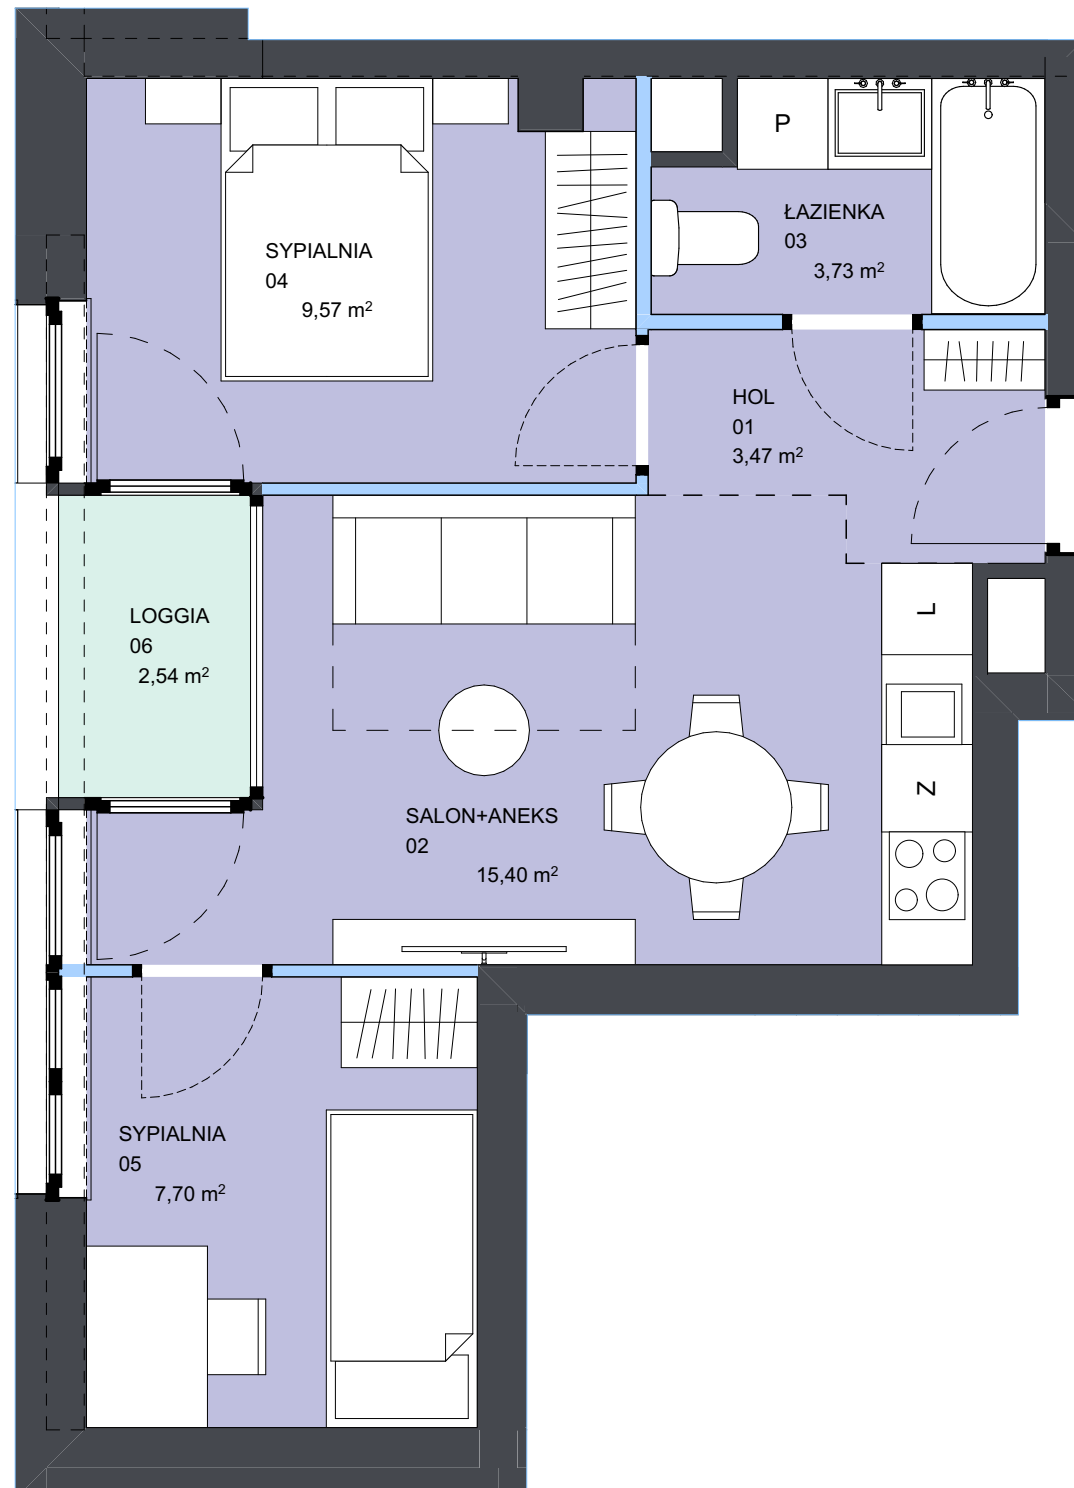 P
ŁAZIENKA
03
3,73 m²
SYPIALNIA
04
9,57 m²
HOL
01
3,47 m²
LOGGIA
06
2,54 m²
L
Z
SALON+ANEKS
02
15,40 m²
SYPIALNIA
05
7,70 m²